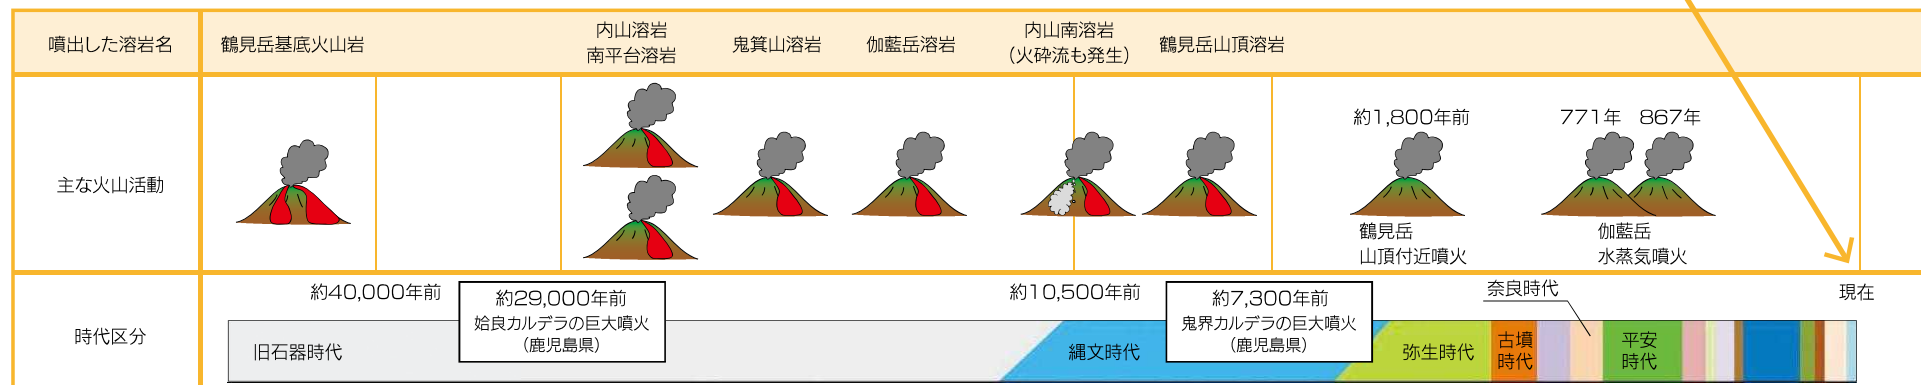 噴出した溶岩名
鶴見岳基底火山岩
内山溶岩
南平台溶岩
鬼箕山溶岩
伽藍岳溶岩
内山南溶岩
（火砕流も発生）
鶴見岳山頂溶岩
主な火山活動
約1,800年前
鶴見岳
山頂付近噴火
771年
867年
伽藍岳
水蒸気噴火
時代区分
約40,000年前
約29,000年前
姶良カルデラの巨大噴火
（鹿児島県）
約10,500年前
約7,300年前
鬼界カルデラの巨大噴火
（鹿児島県）
奈良時代
現在
旧石器時代
縄文時代
弥生時代
古墳
時代
平安
時代